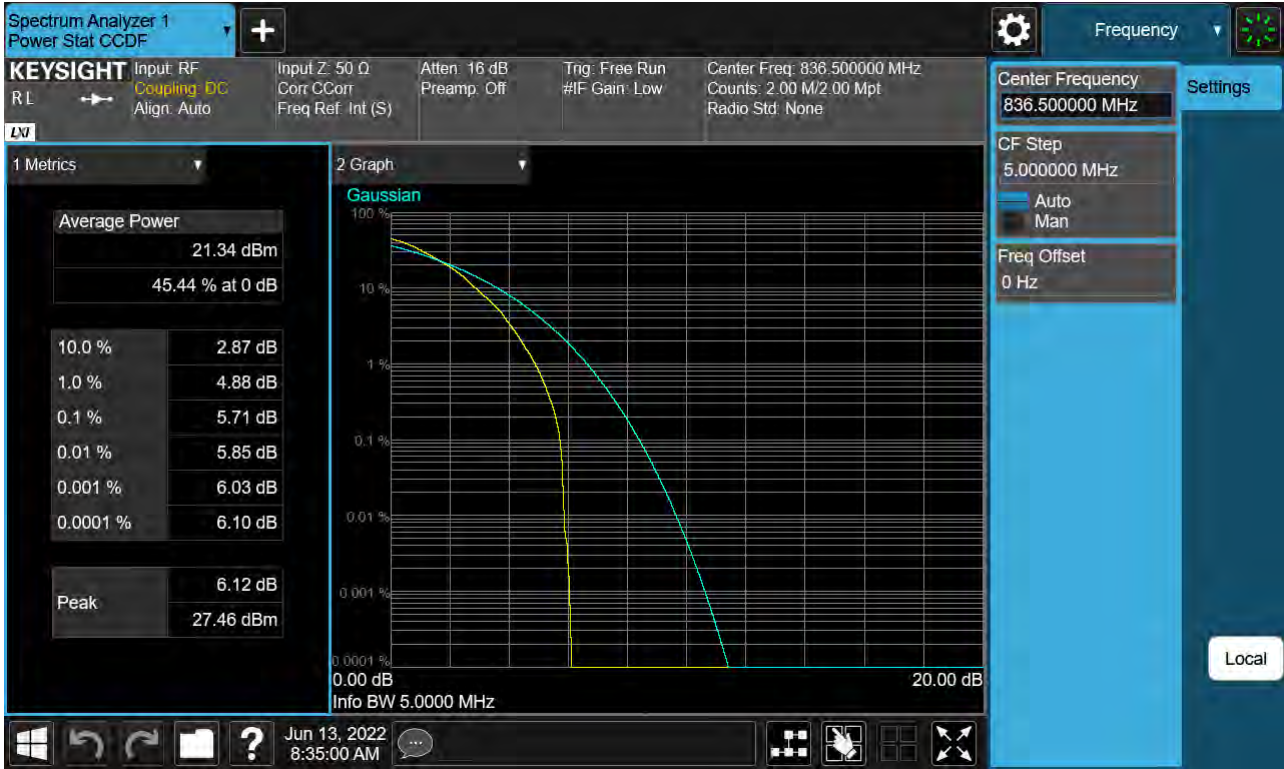 Spectrum Analyzer 1
Power Stat CCDF
Frequency
KEYSIGHT
R L
LXI
Input: RF
Coupling: DC
Align: Auto
Input Z: 50 Ω
Corr CCorr
Freq Ref: Int (S)
Atten: 16 dB
Preamp: Off
Trig: Free Run
#IF Gain: Low
Center Freq: 836.500000 MHz
Counts: 2.00 M/2.00 Mpt
Radio Std: None
Center Frequency
836.500000 MHz
Settings
CF Step
5.000000 MHz
Auto
Man
Freq Offset
0 Hz
Local
1 Metrics
Average Power
21.34 dBm
45.44 % at 0 dB
10.0 % 2.87 dB
1.0 % 4.88 dB
0.1 % 5.71 dB
0.01 % 5.85 dB
0.001 % 6.03 dB
0.0001 % 6.10 dB
Peak 6.12 dB
27.46 dBm
2 Graph
Gaussian
100 %
10 %
1 %
0.1 %
0.01 %
0.001 %
0.0001 %
0.00 dB 20.00 dB
Info BW 5.0000 MHz
?
Jun 13, 2022
8:35:00 AM